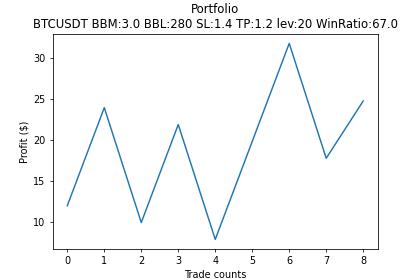 Portfolio
BTCUSDT BBM:3.0 BBL:280 SL:1.4 TP:1.2 lev:20 WinRatio:67.0
Profit ($)
30
25
20
15
10
0 1 2 3 4 5 6 7 8
Trade counts